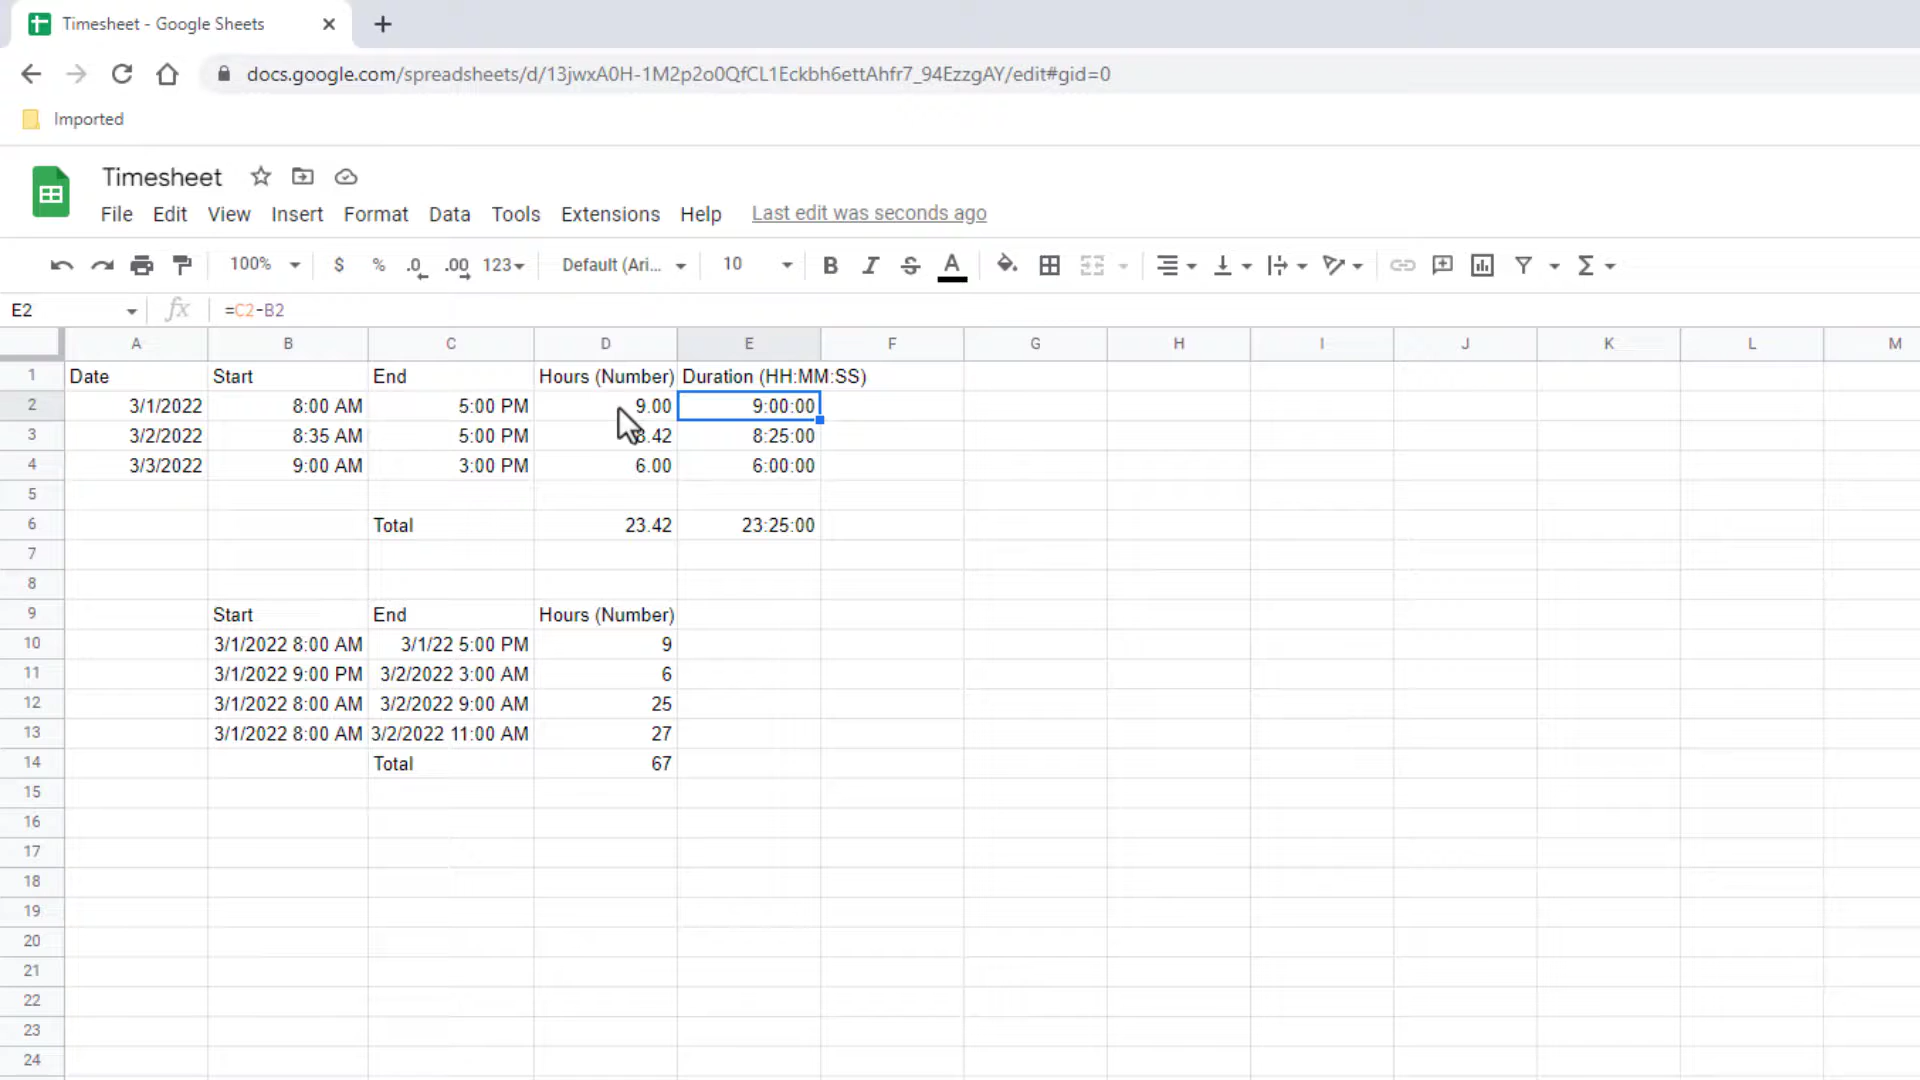 Timesheet - Google Sheets
docs.google.com/spreadsheets/d/13jwxA0H-1M2p2o0QfCL1Eckbh6ettAhfr7_94EzzgAY/edit#gid=0
Imported
Timesheet
File Edit View Insert Format Data Tools Extensions Help Last edit was seconds ago
100% $ % .0 .00 123 Default (Ari... 10 B I S A
E2 fx =C2-B2
A B C D E F G H I J K L M
1 Date Start End Hours (Number) Duration (HH:MM:SS)
2 3/1/2022 8:00 AM 5:00 PM 9.00 9:00:00
3 3/2/2022 8:35 AM 5:00 PM 8.42 8:25:00
4 3/3/2022 9:00 AM 3:00 PM 6.00 6:00:00
5
6 Total 23.42 23:25:00
7
8
9 Start End Hours (Number)
10 3/1/2022 8:00 AM 3/1/22 5:00 PM 9
11 3/1/2022 9:00 PM 3/2/2022 3:00 AM 6
12 3/1/2022 8:00 AM 3/2/2022 9:00 AM 25
13 3/1/2022 8:00 AM 3/2/2022 11:00 AM 27
14 Total 67
15
16
17
18
19
20
21
22
23
24